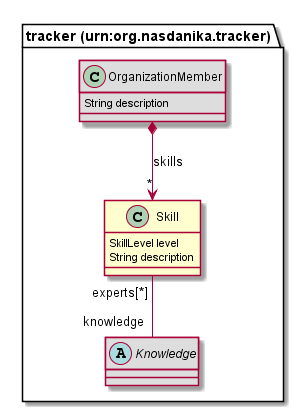 tracker (urn:org.nasdanika.tracker)
C OrganizationMember
String description
skills
*
C Skill
SkillLevel level
String description
experts[*]
knowledge
A Knowledge